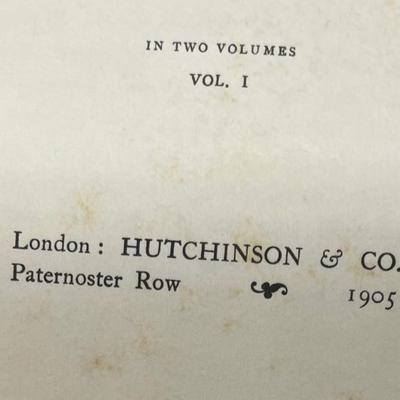 IN TWO VOLUMES
VOL. I
London : HUTCHINSON & CO.
Paternoster Row 1905